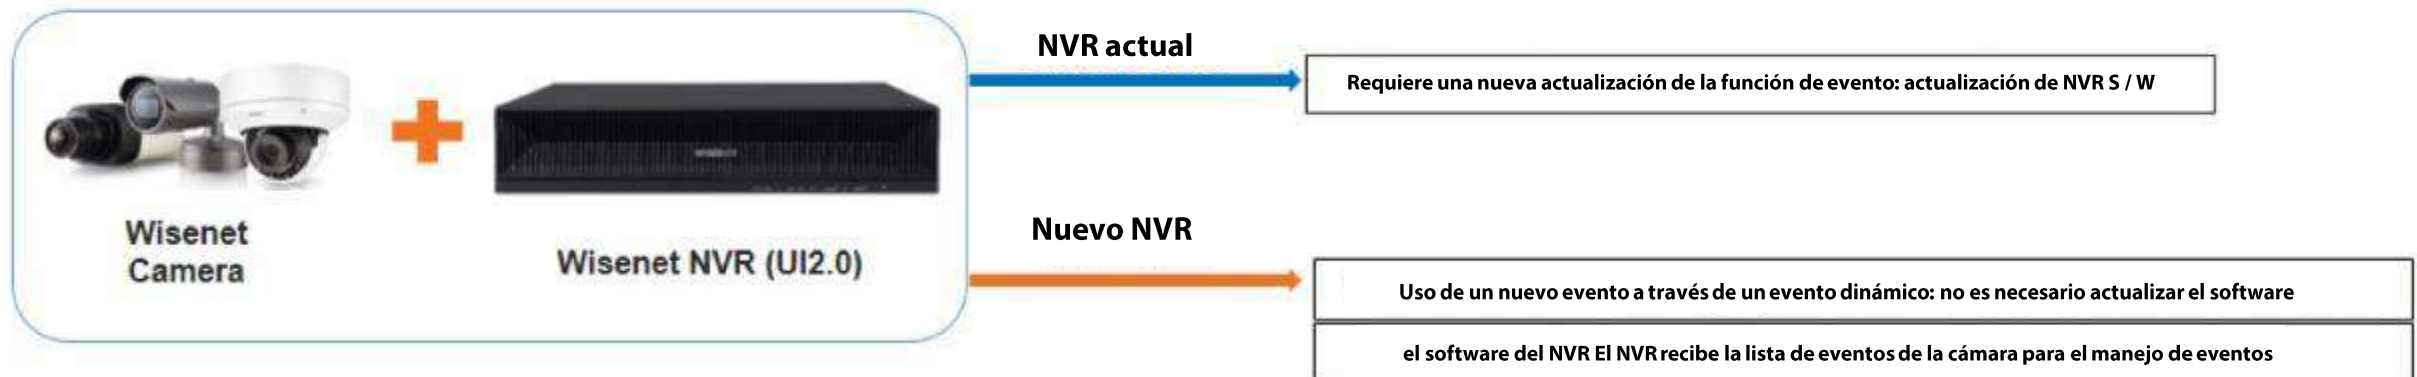 NVR actual
Requiere una nueva actualización de la función de evento: actualización de NVR S / W
Wisenet
Camera
Wisenet NVR (UI2.0)
Nuevo NVR
Uso de un nuevo evento a través de un evento dinámico: no es necesario actualizar el software
el software del NVR El NVR recibe la lista de eventos de la cámara para el manejo de eventos